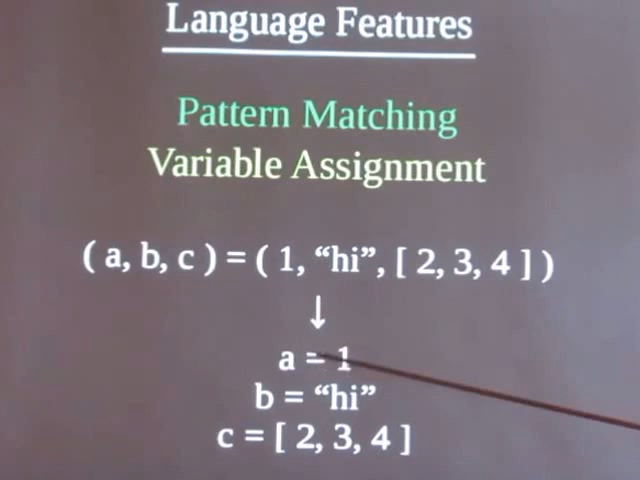 Language Features
Pattern Matching
Variable Assignment
( a, b, c ) = ( 1, “hi”, [ 2, 3, 4 ] )
↓
a = 1
b = “hi”
c = [ 2, 3, 4 ]